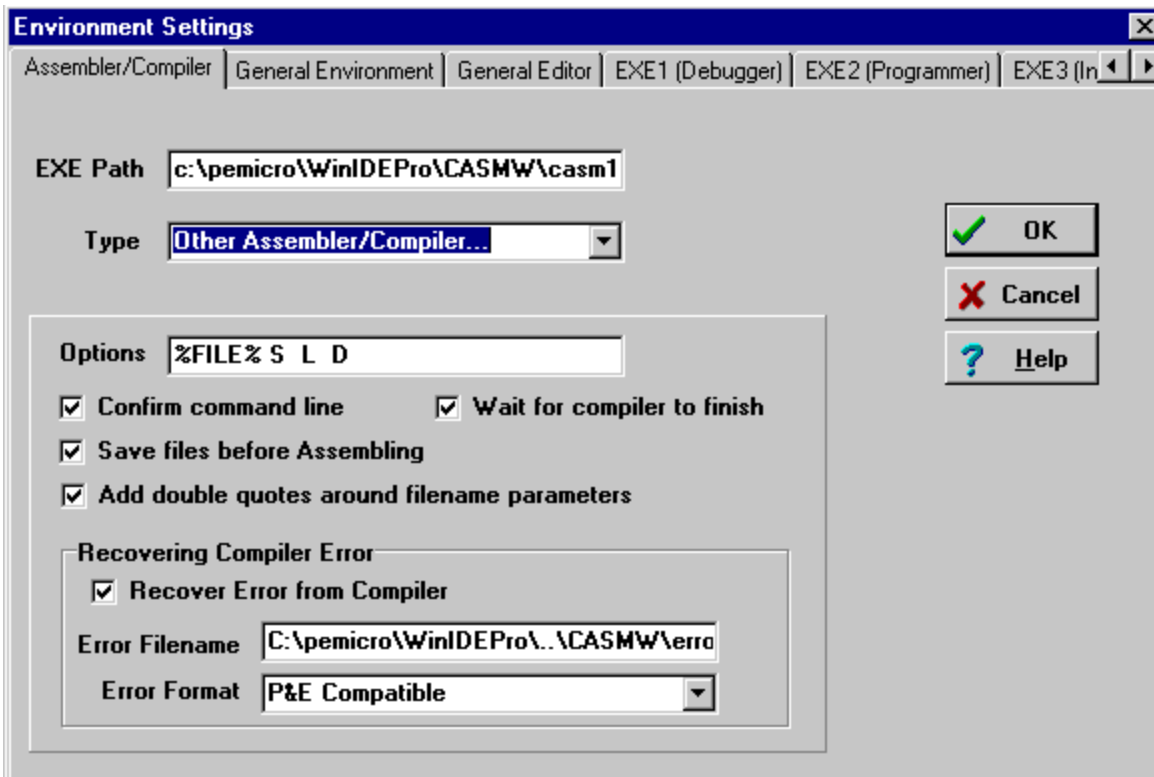 Environment Settings
Assembler/Compiler General Environment General Editor EXE1 (Debugger) EXE2 (Programmer) EXE3 (In
EXE Path c:\pemicro\WinIDEPro\CASMW\casm1
Type Other Assembler/Compiler...
OK
Cancel
Options %FILE% S L D
Help
Confirm command line Wait for compiler to finish
Save files before Assembling
Add double quotes around filename parameters
Recovering Compiler Error
Recover Error from Compiler
Error Filename C:\pemicro\WinIDEPro\..\CASMW\erro
Error Format P&E Compatible